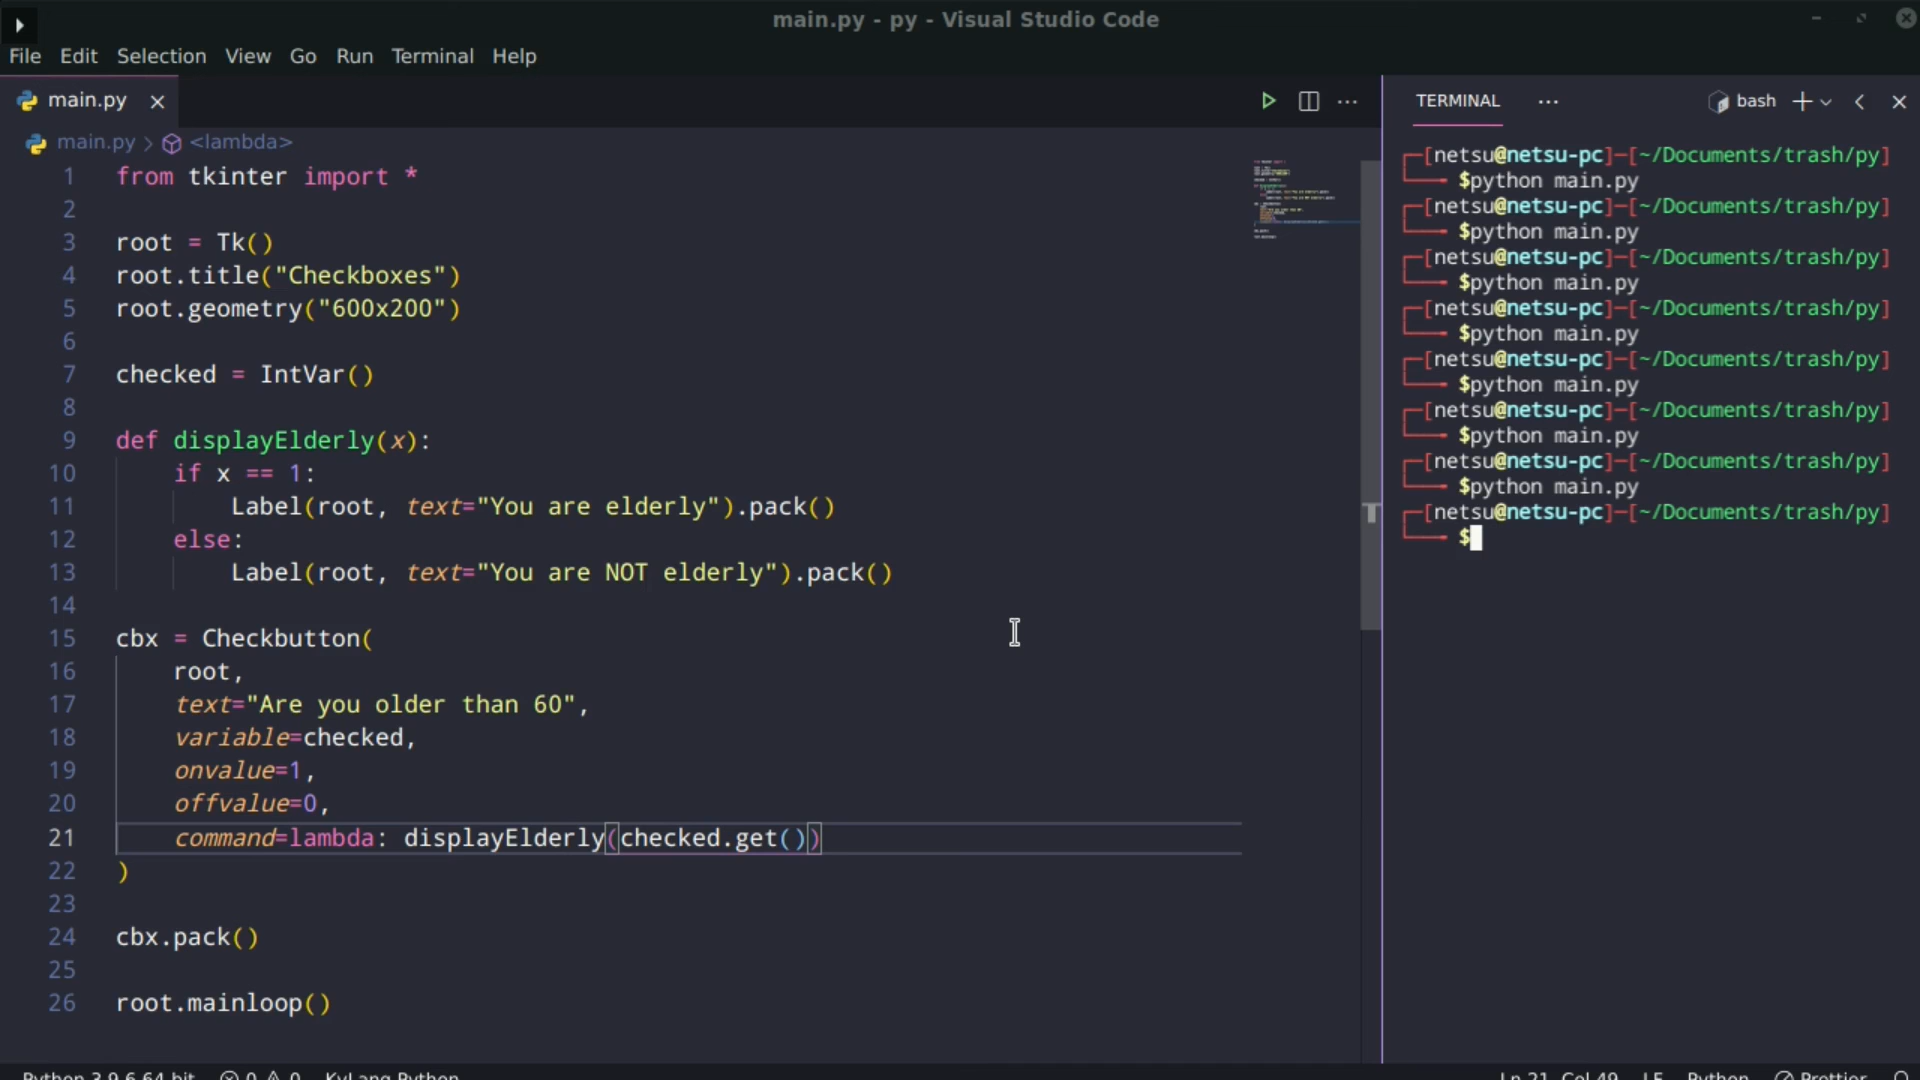 main.py - py - Visual Studio Code
File Edit Selection View Go Run Terminal Help
main.py
main.py > <lambda>
1 from tkinter import *
2
3 root = Tk()
4 root.title("Checkboxes")
5 root.geometry("600x200")
6
7 checked = IntVar()
8
9 def displayElderly(x):
10 if x == 1:
11 Label(root, text="You are elderly").pack()
12 else:
13 Label(root, text="You are NOT elderly").pack()
14
15 cbx = Checkbutton(
16 root,
17 text="Are you older than 60",
18 variable=checked,
19 onvalue=1,
20 offvalue=0,
21 command=lambda: displayElderly(checked.get())
22 )
23
24 cbx.pack()
25
26 root.mainloop()
TERMINAL ... bash
[netsu@netsu-pc]-[~/Documents/trash/py]
$python main.py
[netsu@netsu-pc]-[~/Documents/trash/py]
$python main.py
[netsu@netsu-pc]-[~/Documents/trash/py]
$python main.py
[netsu@netsu-pc]-[~/Documents/trash/py]
$python main.py
[netsu@netsu-pc]-[~/Documents/trash/py]
$python main.py
[netsu@netsu-pc]-[~/Documents/trash/py]
$python main.py
[netsu@netsu-pc]-[~/Documents/trash/py]
$python main.py
[netsu@netsu-pc]-[~/Documents/trash/py]
$
Python 3.9.6 64-bit 0 0 KyLang Python Ln 21, Col 49 LF Python Prettier